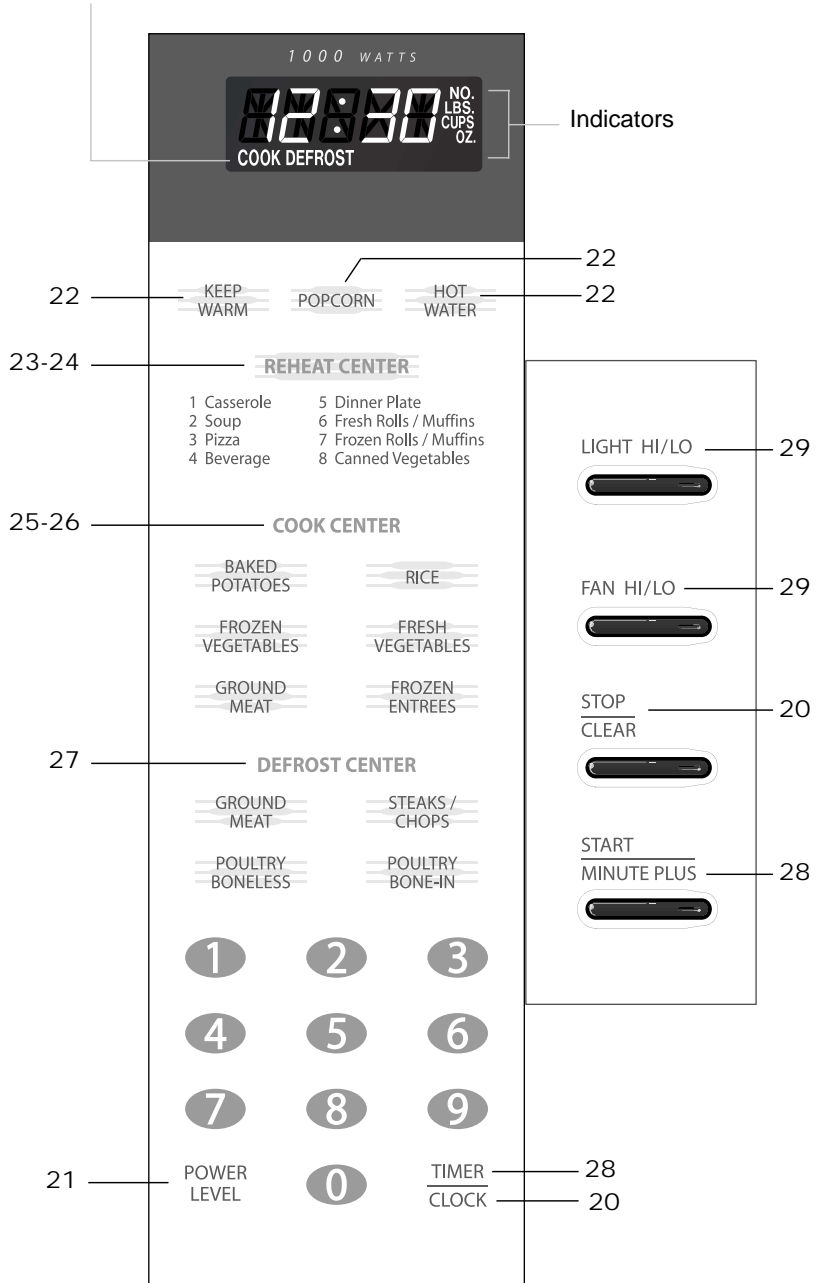 1000 WATTS
12:30
NO.
LBS.
CUPS
OZ.
COOK DEFROST
Indicators
22
22 KEEP WARM POPCORN HOT WATER 22
23-24 REHEAT CENTER
1 Casserole
2 Soup
3 Pizza
4 Beverage
5 Dinner Plate
6 Fresh Rolls / Muffins
7 Frozen Rolls / Muffins
8 Canned Vegetables
25-26 COOK CENTER
BAKED
POTATOES
RICE
FROZEN
VEGETABLES
FRESH
VEGETABLES
GROUND
MEAT
FROZEN
ENTREES
27 DEFROST CENTER
GROUND
MEAT
STEAKS /
CHOPS
POULTRY
BONELESS
POULTRY
BONE-IN
1 2 3
4 5 6
7 8 9
21 POWER
LEVEL
0
TIMER 28
CLOCK 20
LIGHT HI/LO 29
FAN HI/LO 29
STOP
CLEAR
20
START
MINUTE PLUS 28